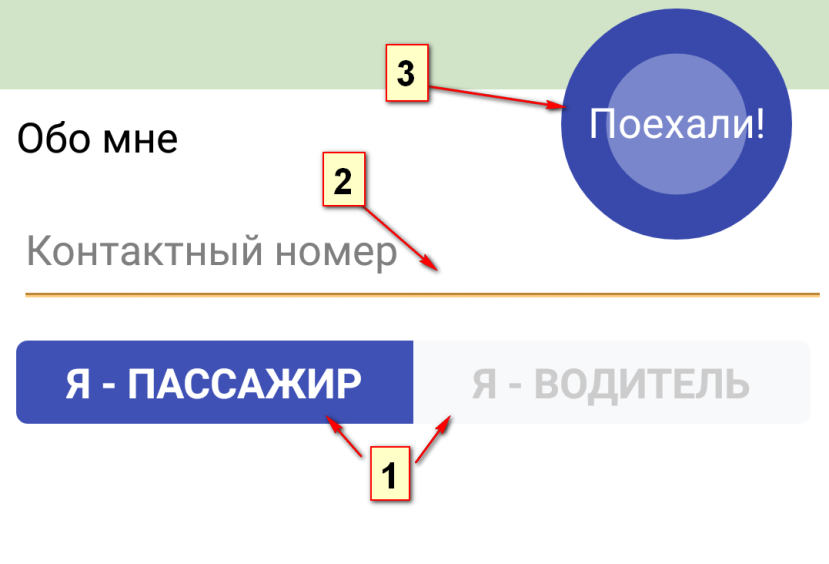 3
Поехали!
Обо мне
2
Контактный номер
Я - ПАССАЖИР
Я - ВОДИТЕЛЬ
1